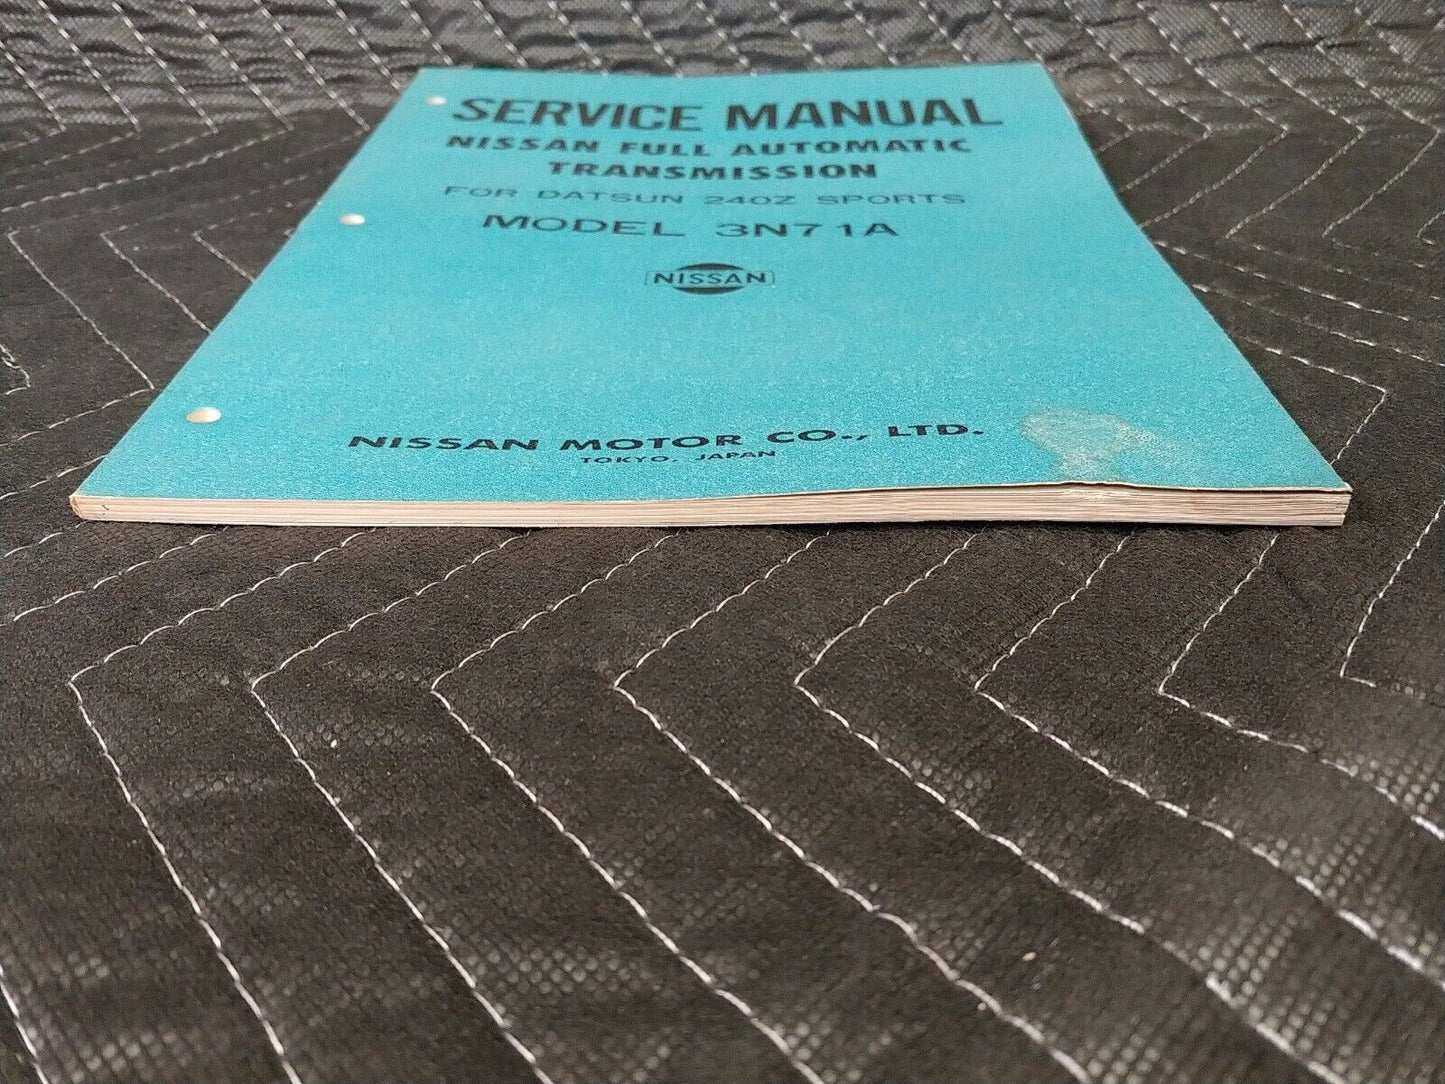 SERVICE MANUAL
NISSAN FULL AUTOMATIC
TRANSMISSION
FOR DATSUN 240Z SPORTS
MODEL 3N71A
NISSAN
NISSAN MOTOR CO., LTD.
TOKYO, JAPAN